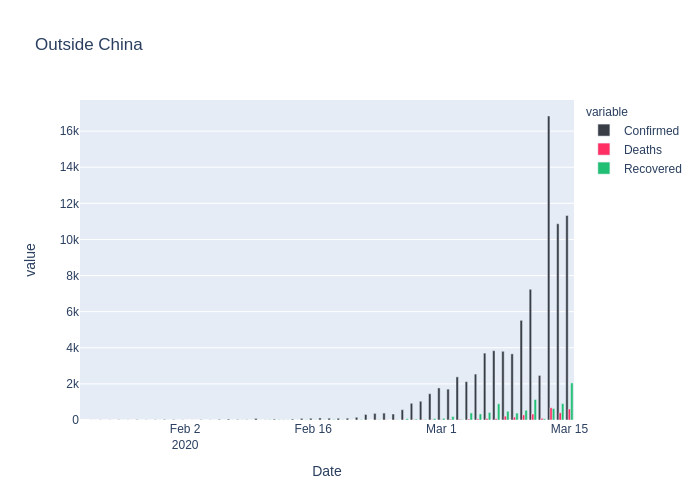 Outside China
variable
Confirmed
Deaths
Recovered
value
16k
14k
12k
10k
8k
6k
4k
2k
0
Feb 2
2020
Feb 16
Mar 1
Mar 15
Date